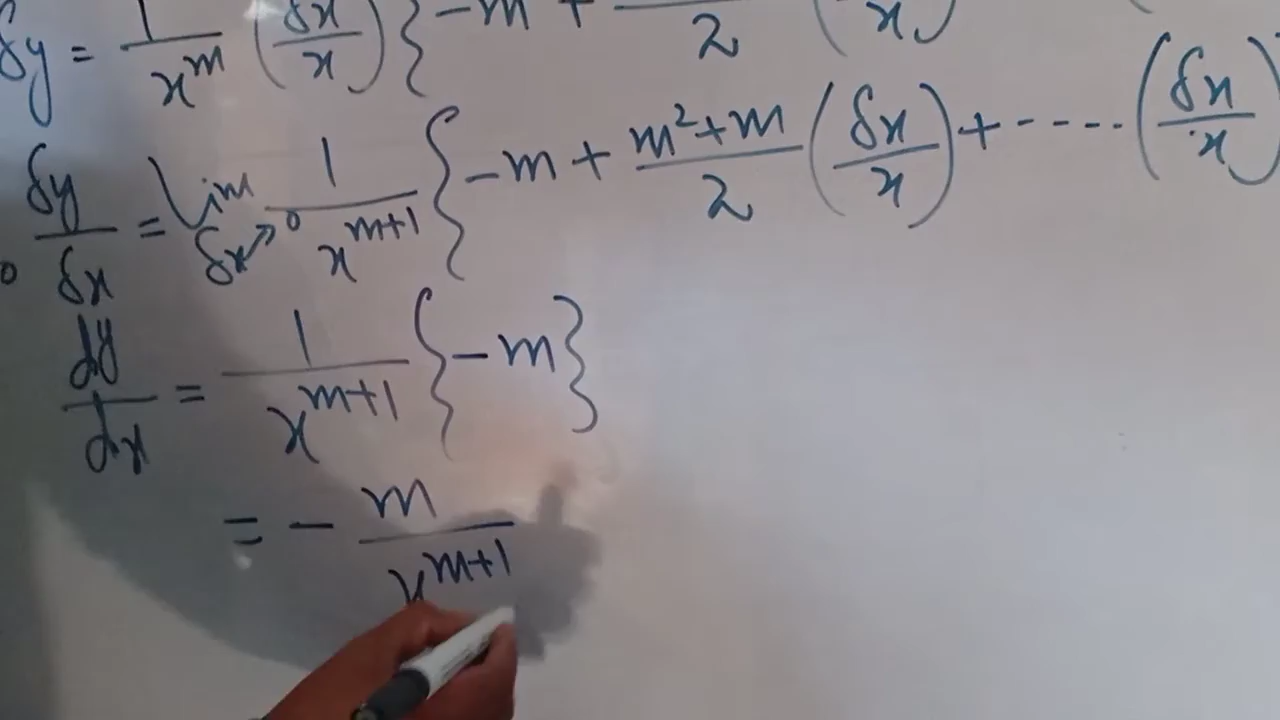 δy = 1/x^m (δx/x) { -m + /2 ( /x)
δy/δx = Lim δx→0 1/x^(m+1) { -m + (m²+m)/2 (δx/x) + ----- (δx/x)
dy/dx = 1/x^(m+1) { -m }
= - m/x^(m+1)